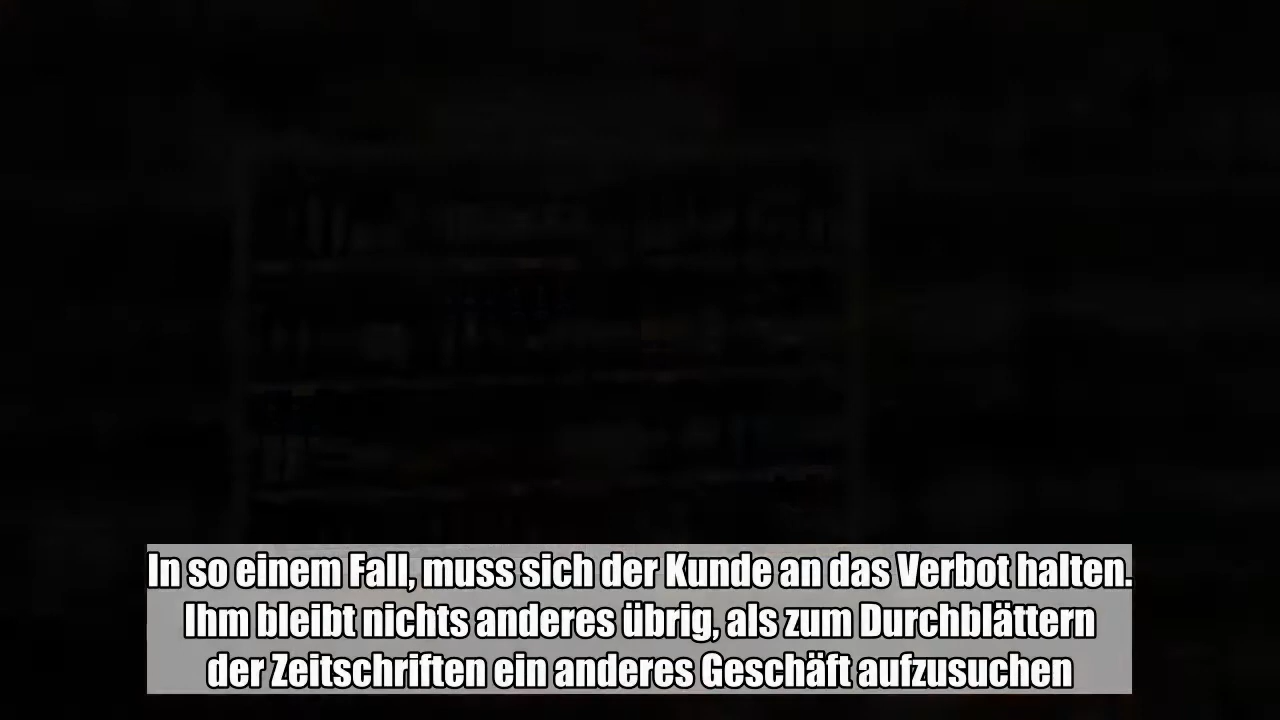 In so einem Fall, muss sich der Kunde an das Verbot halten.
Ihm bleibt nichts anderes übrig, als zum Durchblättern
der Zeitschriften ein anderes Geschäft aufzusuchen